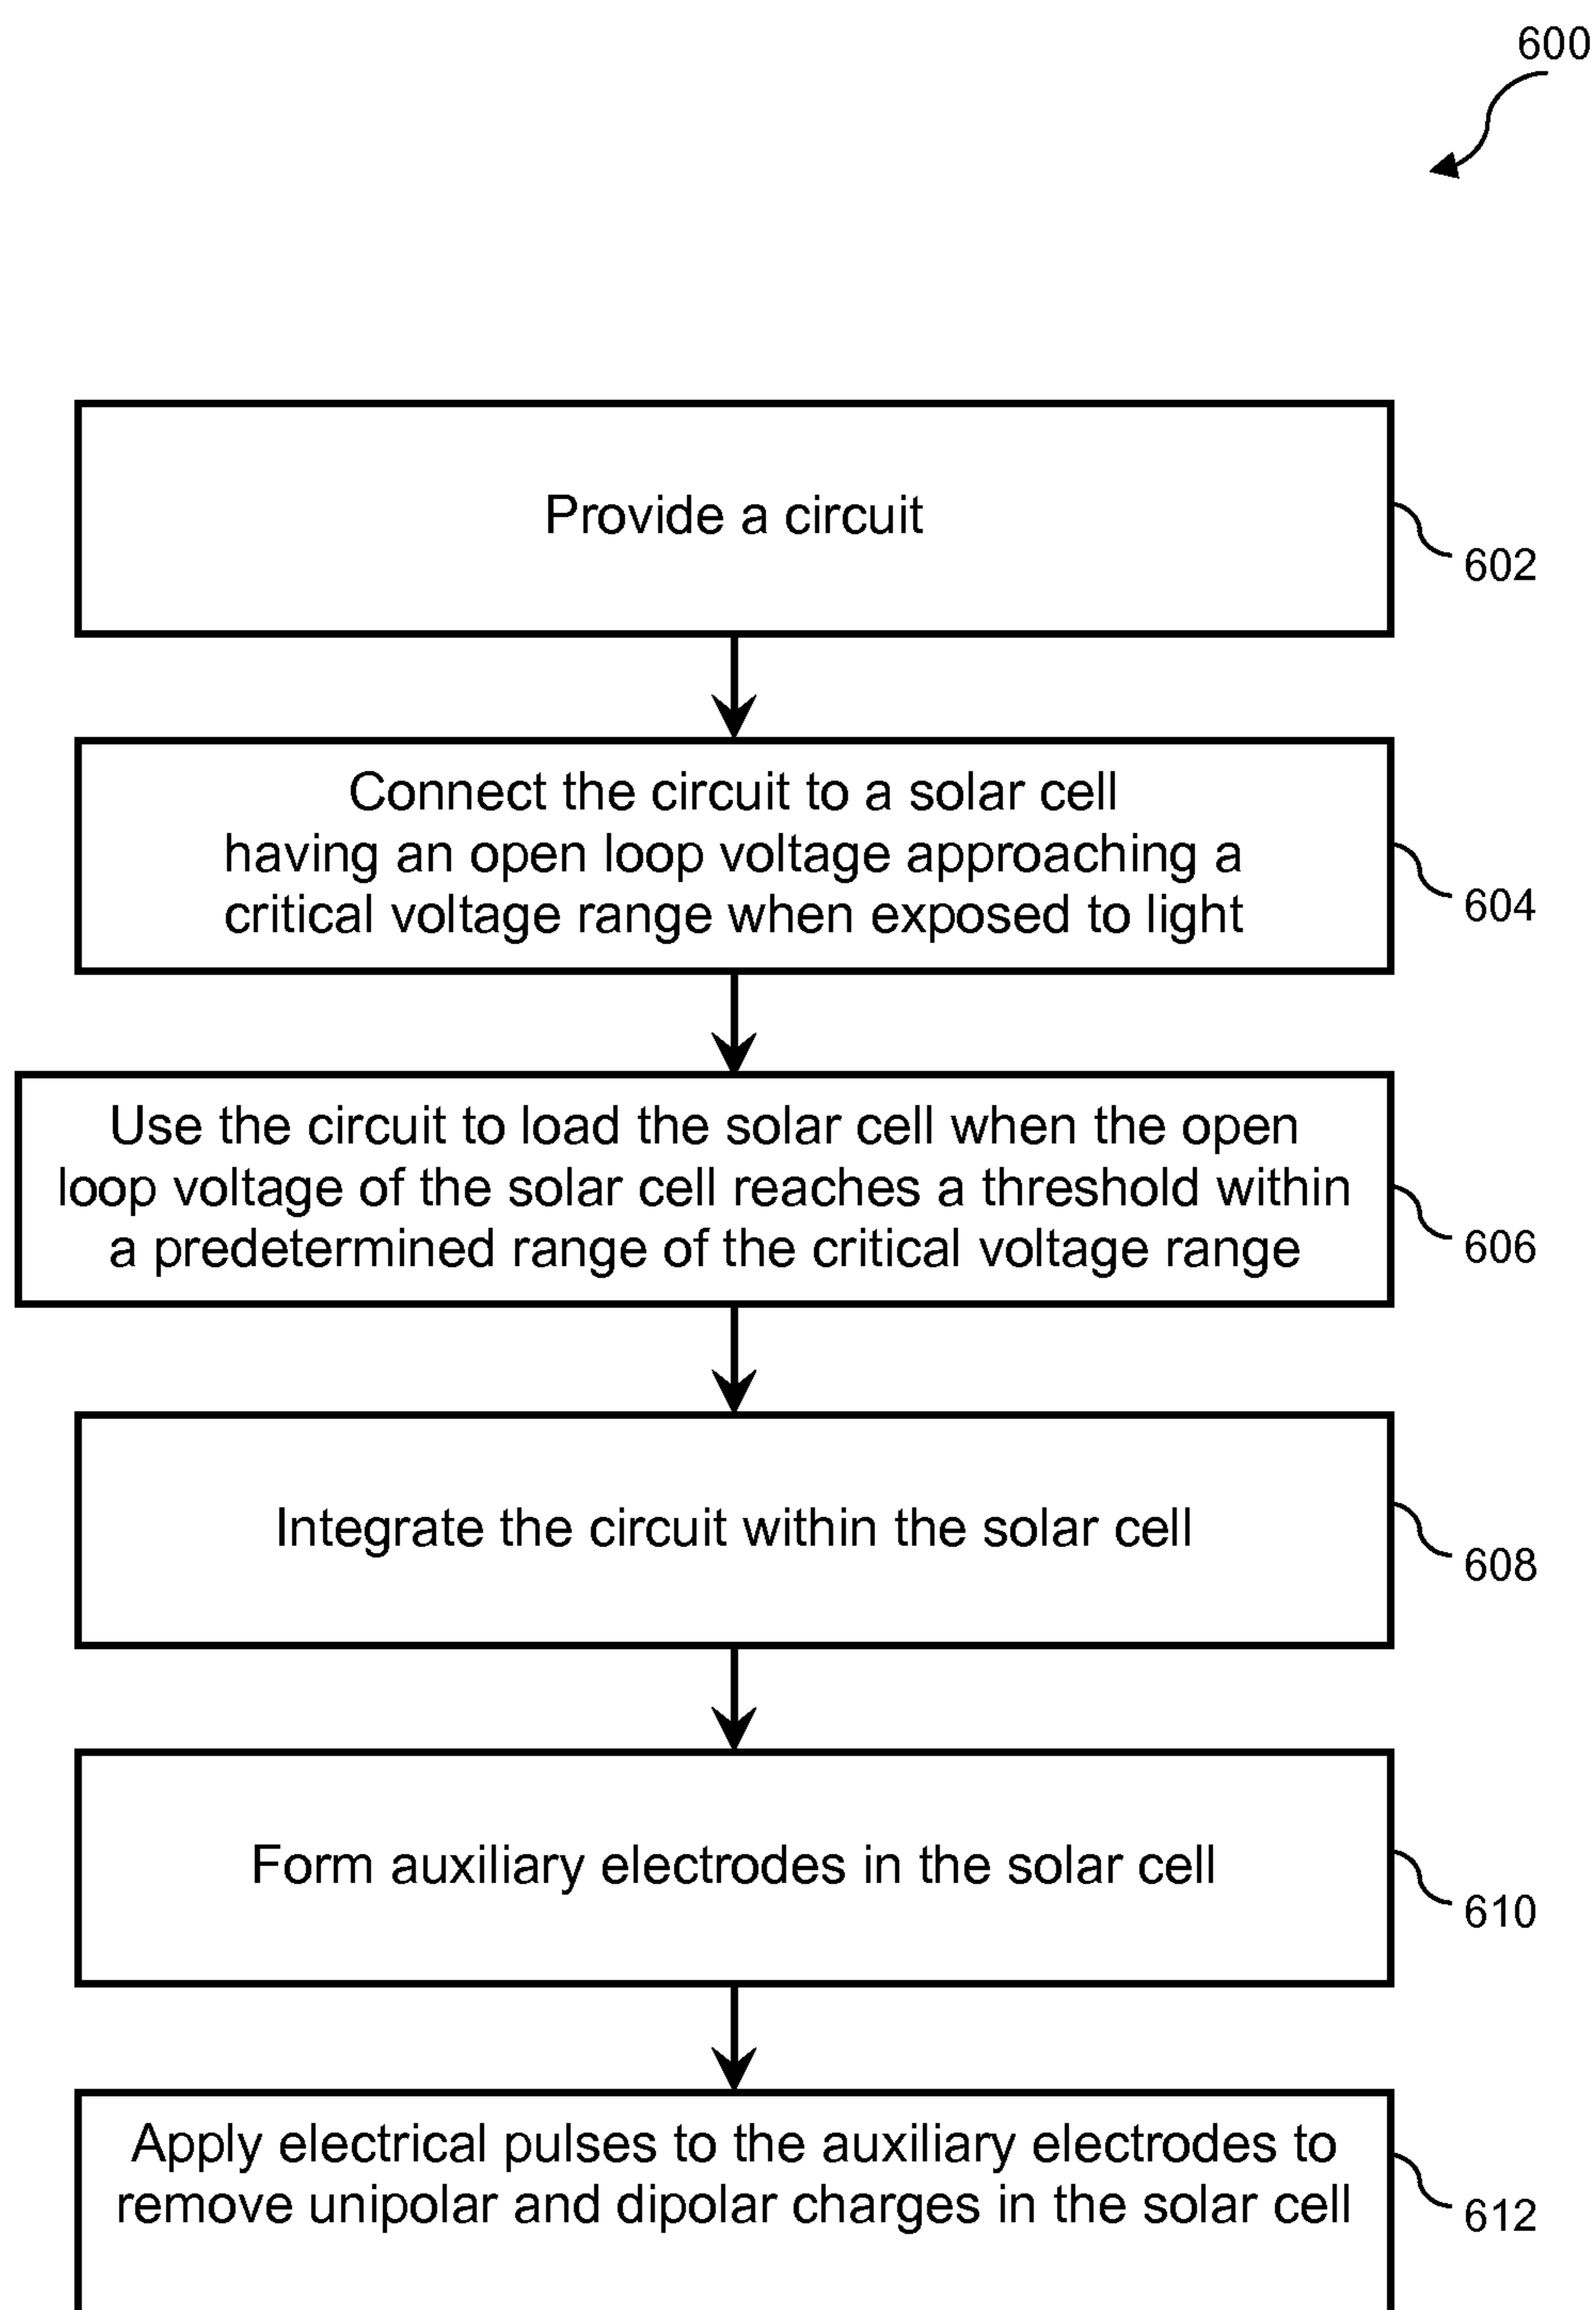 600
Provide a circuit
602
Connect the circuit to a solar cell
having an open loop voltage approaching a
critical voltage range when exposed to light
604
Use the circuit to load the solar cell when the open
loop voltage of the solar cell reaches a threshold within
a predetermined range of the critical voltage range
606
Integrate the circuit within the solar cell
608
Form auxiliary electrodes in the solar cell
610
Apply electrical pulses to the auxiliary electrodes to
remove unipolar and dipolar charges in the solar cell
612